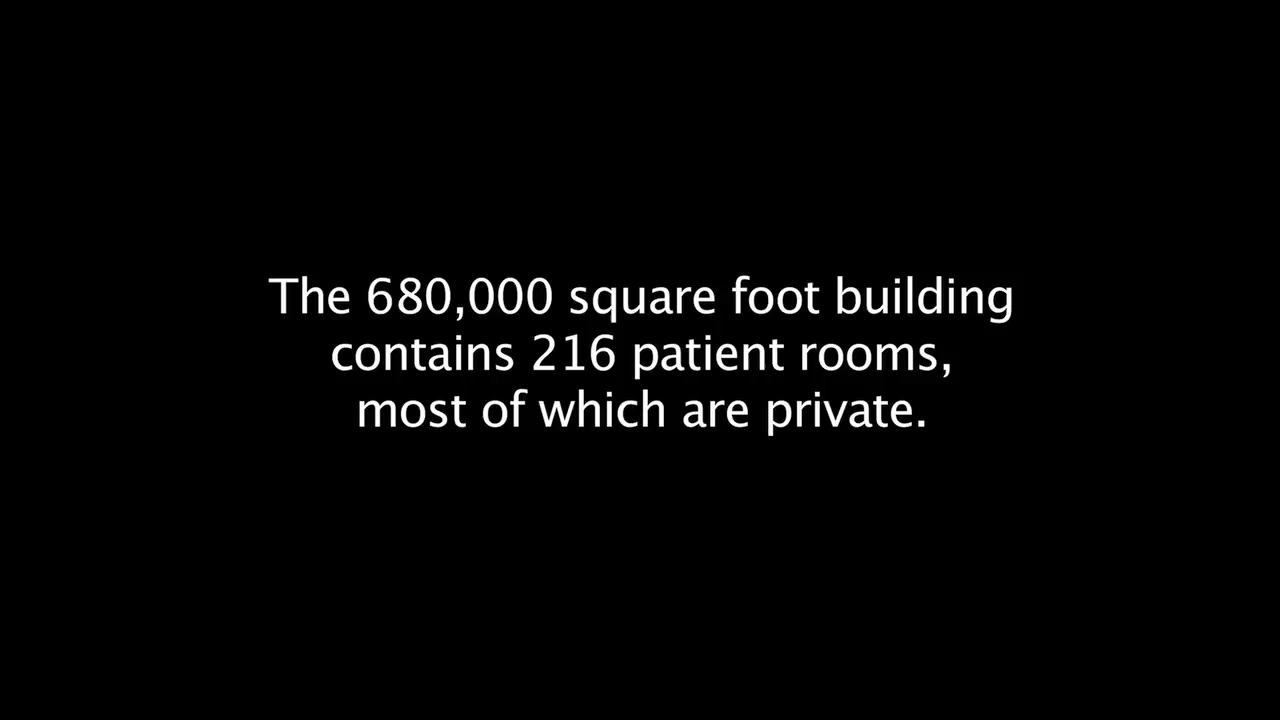 The 680,000 square foot building
contains 216 patient rooms,
most of which are private.